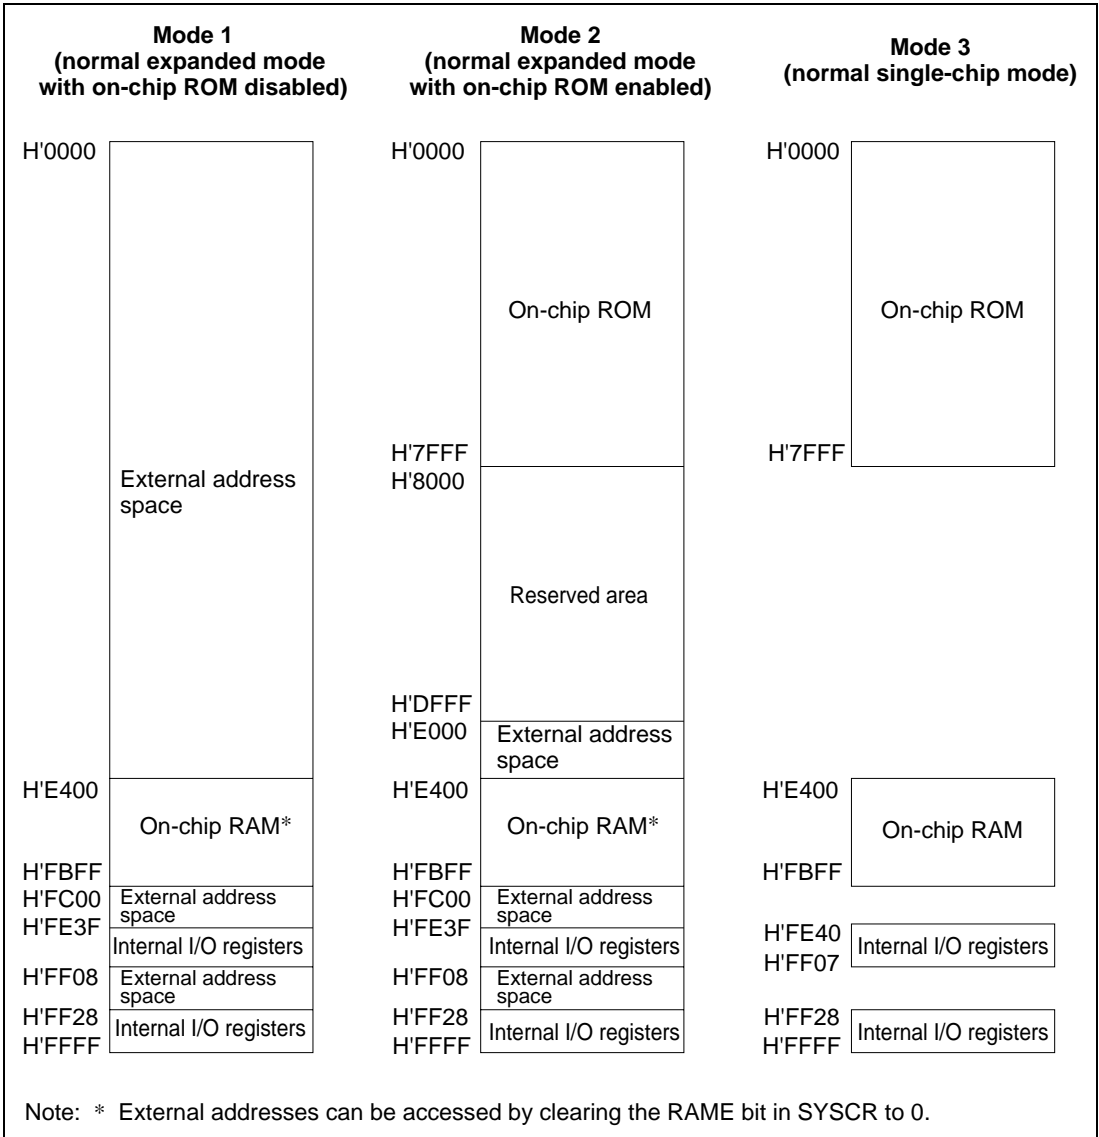 Mode 1
(normal expanded mode
with on-chip ROM disabled)
H'0000
External address
space
H'E400
On-chip RAM*
H'FBFF
H'FC00
External address
space
H'FE3F
Internal I/O registers
H'FF08
External address
space
H'FF28
Internal I/O registers
H'FFFF
Mode 2
(normal expanded mode
with on-chip ROM enabled)
H'0000
On-chip ROM
H'7FFF
H'8000
Reserved area
H'DFFF
H'E000
External address
space
H'E400
On-chip RAM*
H'FBFF
H'FC00
External address
space
H'FE3F
Internal I/O registers
H'FF08
External address
space
H'FF28
Internal I/O registers
H'FFFF
Mode 3
(normal single-chip mode)
H'0000
On-chip ROM
H'7FFF
H'E400
On-chip RAM
H'FBFF
H'FE40
Internal I/O registers
H'FF07
H'FF28
Internal I/O registers
H'FFFF
Note: * External addresses can be accessed by clearing the RAME bit in SYSCR to 0.